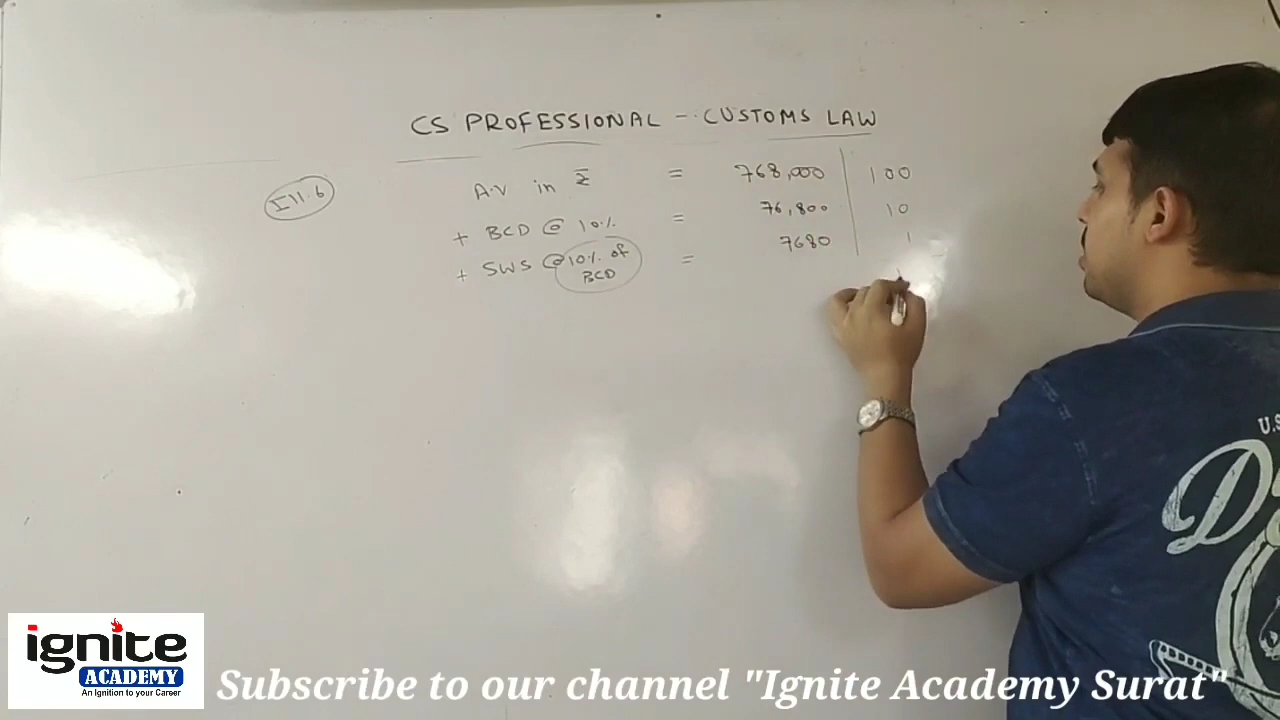 CS PROFESSIONAL - CUSTOMS LAW
Ill.6
A.V in ₹ = 768,000 100
+ BCD @ 10% = 76,800 10
+ SWS @ 10% of BCD = 7680 1
U.S
D
ignite
ACADEMY
An Ignition to your Career
Subscribe to our channel "Ignite Academy Surat"